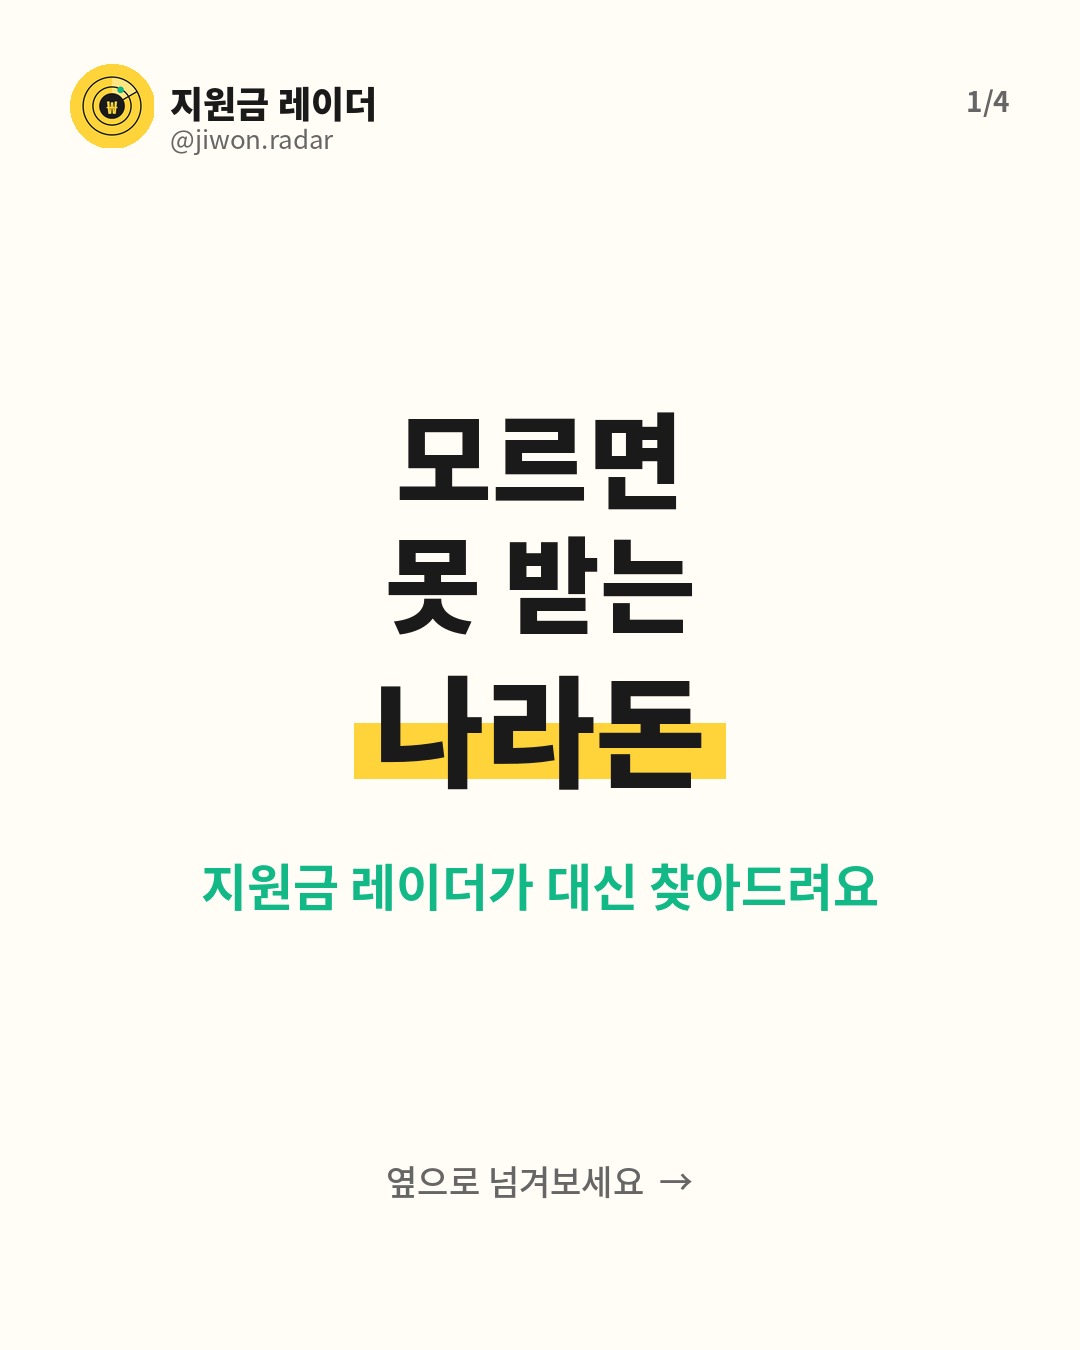 ₩
지원금 레이더
@jiwon.radar
1/4
모르면
못 받는
나라돈
지원금 레이더가 대신 찾아드려요
옆으로 넘겨보세요 →